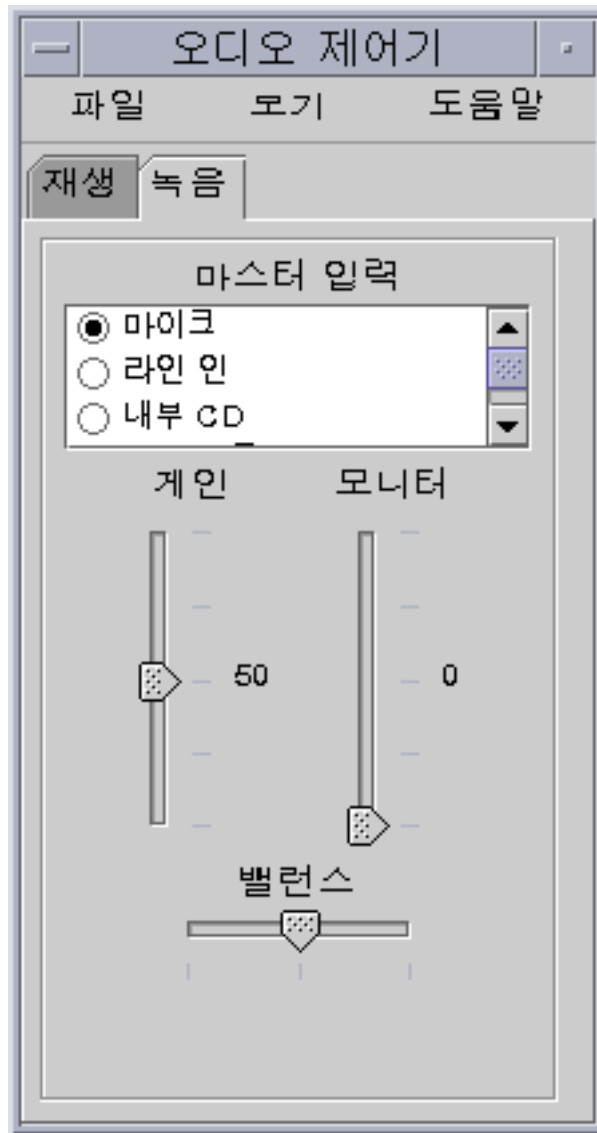 오디오 제어기
파일 보기 도움말
재생 녹음
마스터 입력
마이크
라인 인
내부 CD
게인 모니터
50 0
밸런스